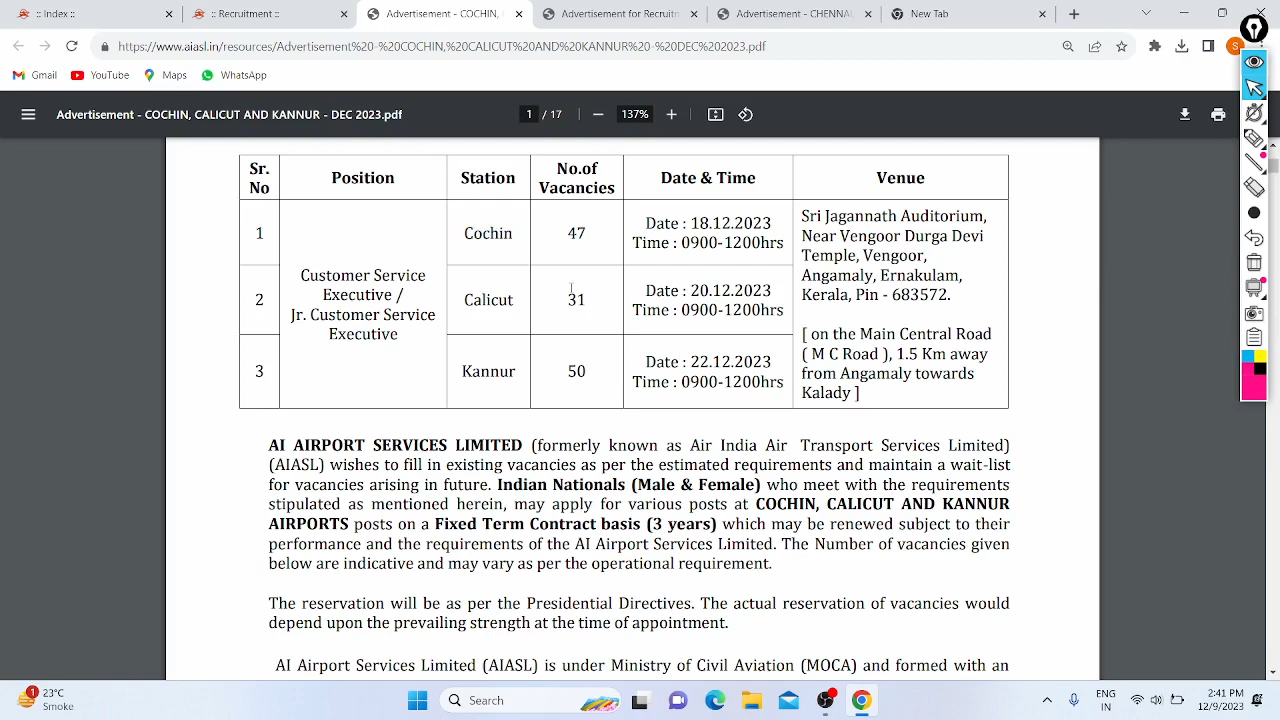 :: Index ::
:: Recruitment ::
Advertisement - COCHIN,
Advertisement for Recruitm
Advertisement - CHENNAI,
New Tab
https://www.aiasl.in/resources/Advertisement%20-%20COCHIN,%20CALICUT%20AND%20KANNUR%20-%20DEC%202023.pdf
S
Gmail
YouTube
Maps
WhatsApp
Advertisement - COCHIN, CALICUT AND KANNUR - DEC 2023.pdf
1 / 17
137%
Sr. No
Position
Station
No.of Vacancies
Date & Time
Venue
1
Customer Service
Executive /
Jr. Customer Service
Executive
Cochin
47
Date : 18.12.2023
Time : 0900-1200hrs
2
Calicut
31
Date : 20.12.2023
Time : 0900-1200hrs
3
Kannur
50
Date : 22.12.2023
Time : 0900-1200hrs
Sri Jagannath Auditorium,
Near Vengoor Durga Devi
Temple, Vengoor,
Angamaly, Ernakulam,
Kerala, Pin - 683572.
[ on the Main Central Road
( M C Road ), 1.5 Km away
from Angamaly towards
Kalady ]
AI AIRPORT SERVICES LIMITED (formerly known as Air India Air Transport Services Limited)
(AIASL) wishes to fill in existing vacancies as per the estimated requirements and maintain a wait-list
for vacancies arising in future. Indian Nationals (Male & Female) who meet with the requirements
stipulated as mentioned herein, may apply for various posts at COCHIN, CALICUT AND KANNUR
AIRPORTS posts on a Fixed Term Contract basis (3 years) which may be renewed subject to their
performance and the requirements of the AI Airport Services Limited. The Number of vacancies given
below are indicative and may vary as per the operational requirement.
The reservation will be as per the Presidential Directives. The actual reservation of vacancies would
depend upon the prevailing strength at the time of appointment.
AI Airport Services Limited (AIASL) is under Ministry of Civil Aviation (MOCA) and formed with an
1
23°C
Smoke
Search
ENG
IN
2:41 PM
12/9/2023